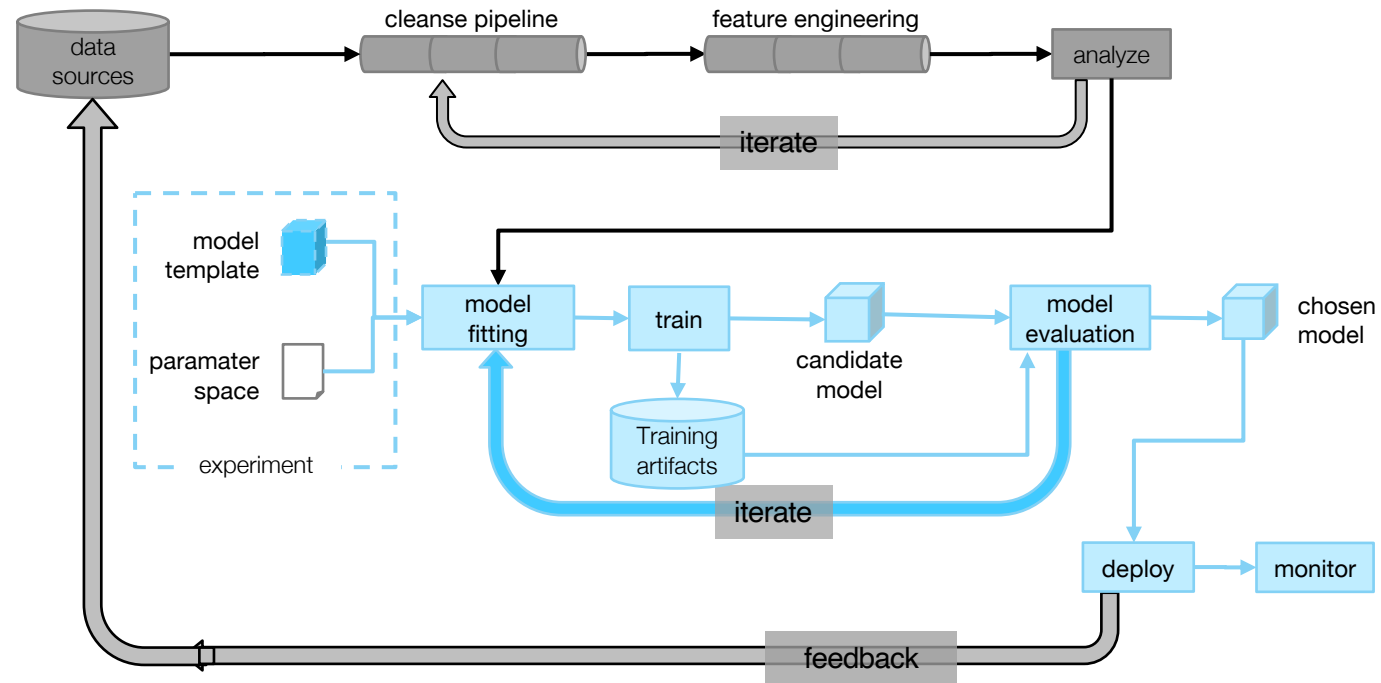 cleanse pipeline
feature engineering
data
sources
analyze
iterate
model
template
paramater
space
experiment
model
fitting
train
candidate
model
Training
artifacts
model
evaluation
chosen
model
iterate
deploy
monitor
feedback